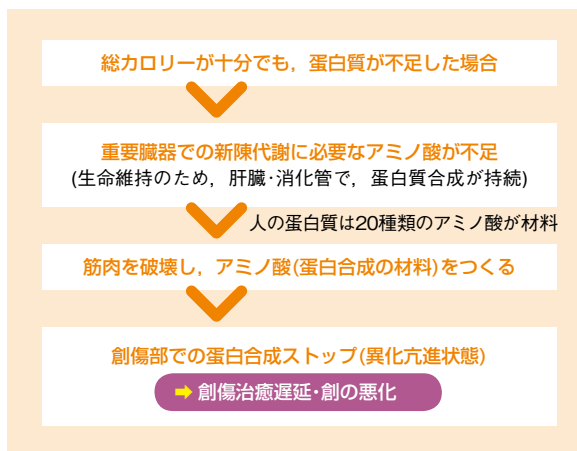 総カロリーが十分でも，蛋白質が不足した場合
重要臓器での新陳代謝に必要なアミノ酸が不足
(生命維持のため，肝臓・消化管で，蛋白質合成が持続)
人の蛋白質は20種類のアミノ酸が材料
筋肉を破壊し，アミノ酸(蛋白合成の材料)をつくる
創傷部での蛋白合成ストップ(異化亢進状態)
➡ 創傷治癒遅延・創の悪化